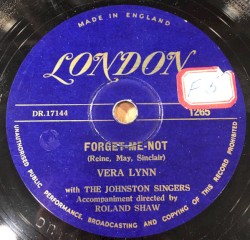 MADE IN ENGLAND
LONDON
DR.17144
1265
FORGET-ME-NOT
(Reine, May, Sinclair)
VERA LYNN
with THE JOHNSTON SINGERS
Accompaniment directed by
ROLAND SHAW
UNAUTHORISED PUBLIC PERFORMANCE, BROADCASTING AND COPYING OF THIS RECORD PROHIBITED